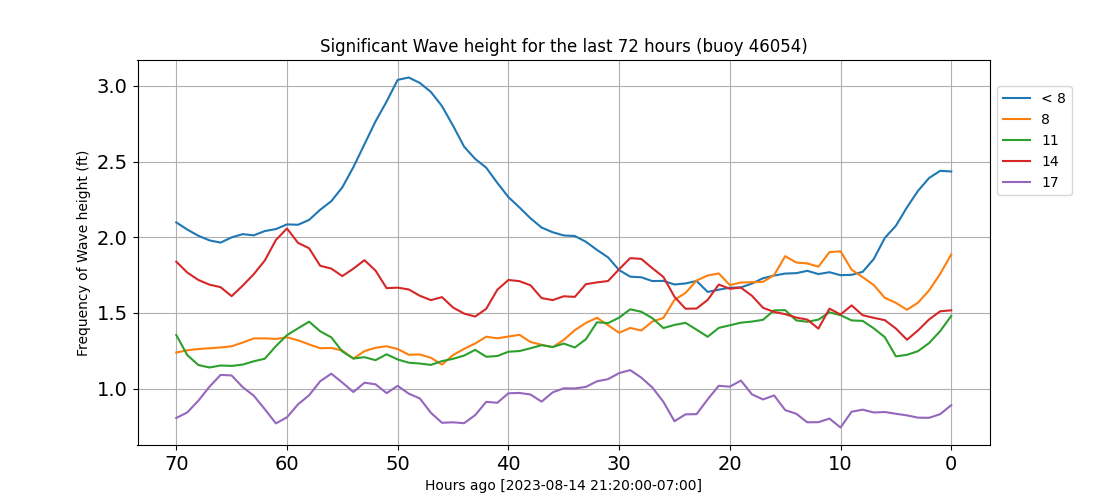 Significant Wave height for the last 72 hours (buoy 46054)
Frequency of Wave height (ft)
3.0
2.5
2.0
1.5
1.0
70 60 50 40 30 20 10 0
Hours ago [2023-08-14 21:20:00-07:00]
< 8
8
11
14
17